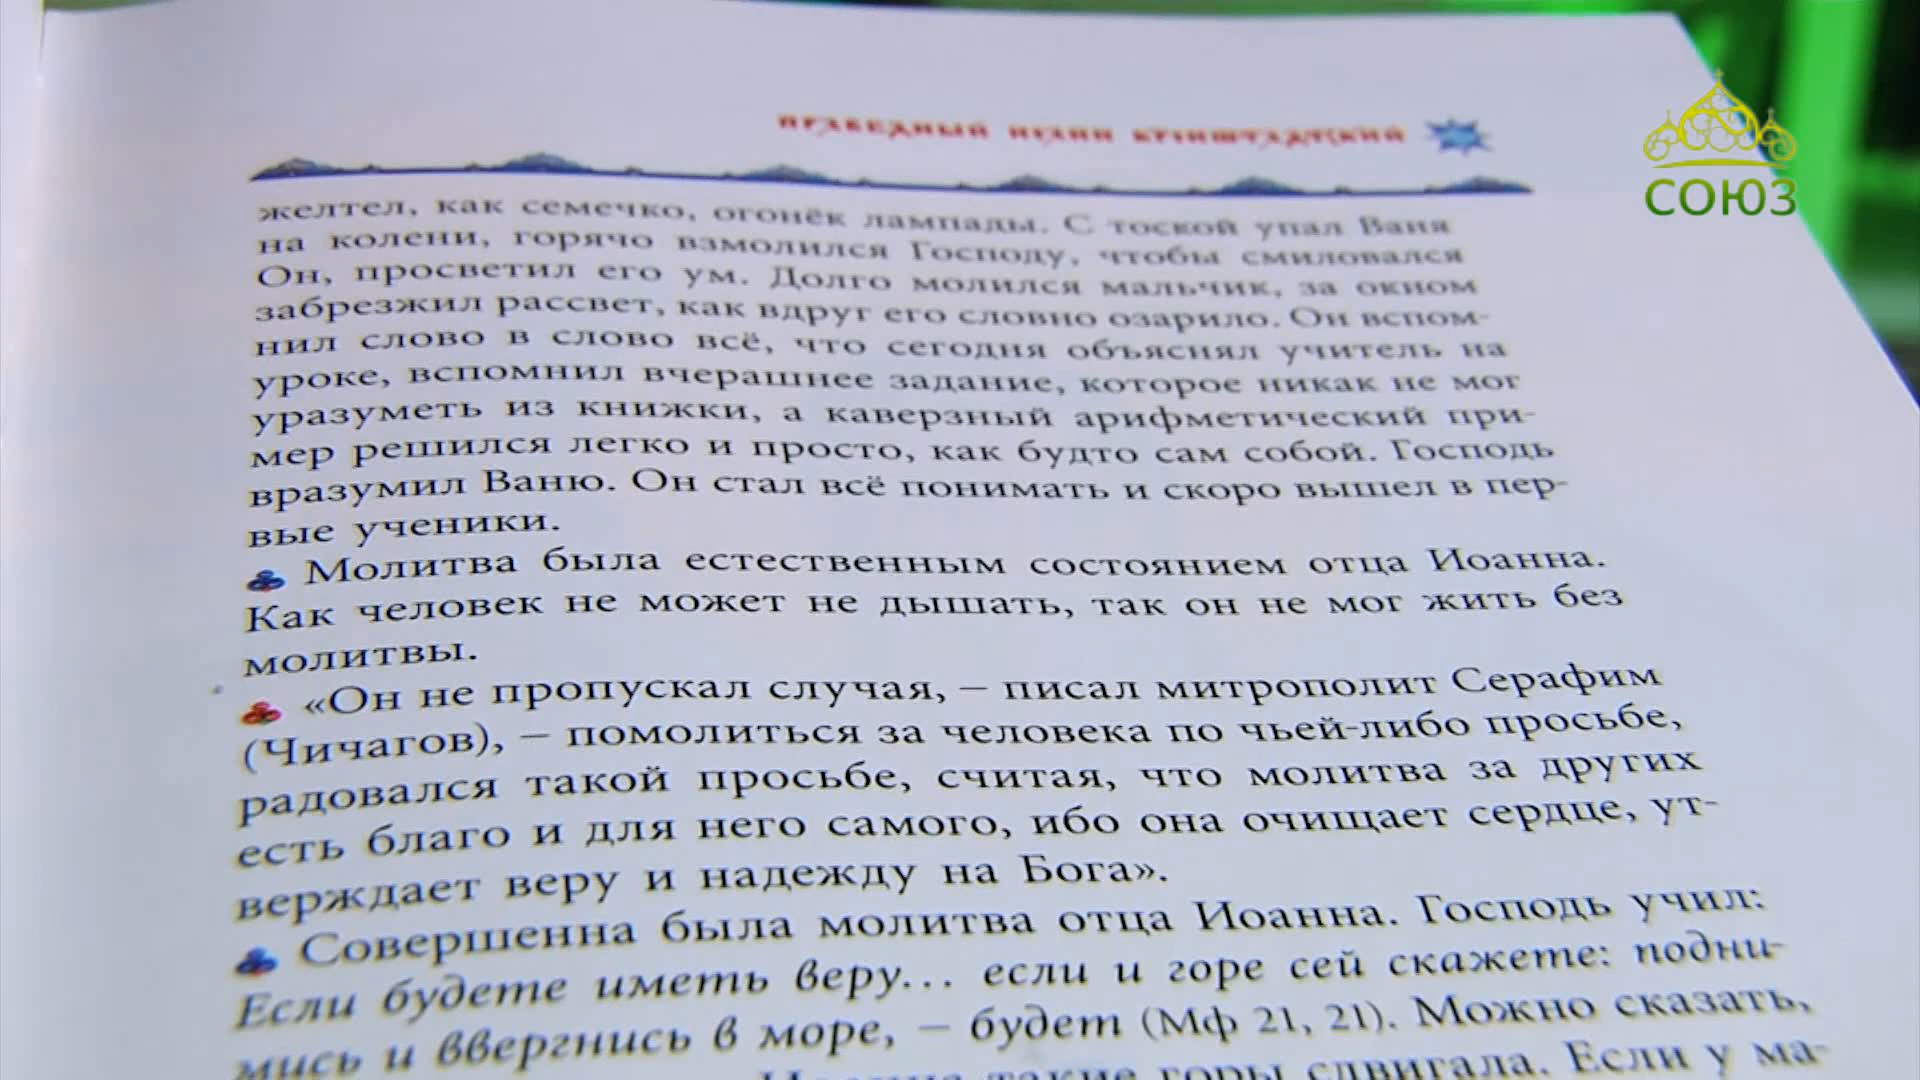 ПРАВЕДНЫЙ ИОАНН КРОНШТАДТСКИЙ
СОЮЗ
желтел, как семечко, огонёк лампады. С тоской упал Ваня
на колени, горячо взмолился Господу, чтобы смиловался
Он, просветил его ум. Долго молился мальчик, за окном
забрезжил рассвет, как вдруг его словно озарило. Он вспом-
нил слово в слово всё, что сегодня объяснял учитель на
уроке, вспомнил вчерашнее задание, которое никак не мог
уразуметь из книжки, а каверзный арифметический при-
мер решился легко и просто, как будто сам собой. Господь
вразумил Ваню. Он стал всё понимать и скоро вышел в пер-
вые ученики.
Молитва была естественным состоянием отца Иоанна.
Как человек не может не дышать, так он не мог жить без
молитвы.
«Он не пропускал случая, – писал митрополит Серафим
(Чичагов), – помолиться за человека по чьей-либо просьбе,
радовался такой просьбе, считая, что молитва за других
есть благо и для него самого, ибо она очищает сердце, ут-
верждает веру и надежду на Бога».
Совершенна была молитва отца Иоанна. Господь учил:
Если будете иметь веру... если и горе сей скажете: подни-
мись и ввергнись в море, – будет (Мф 21, 21). Можно сказать,
такие горы сдвигала. Если у ма-